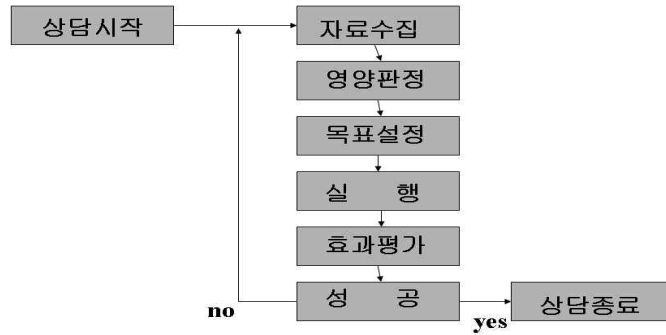 상담시작
자료수집
영양판정
목표설정
실 행
효과평가
성 공
no
yes
상담종료